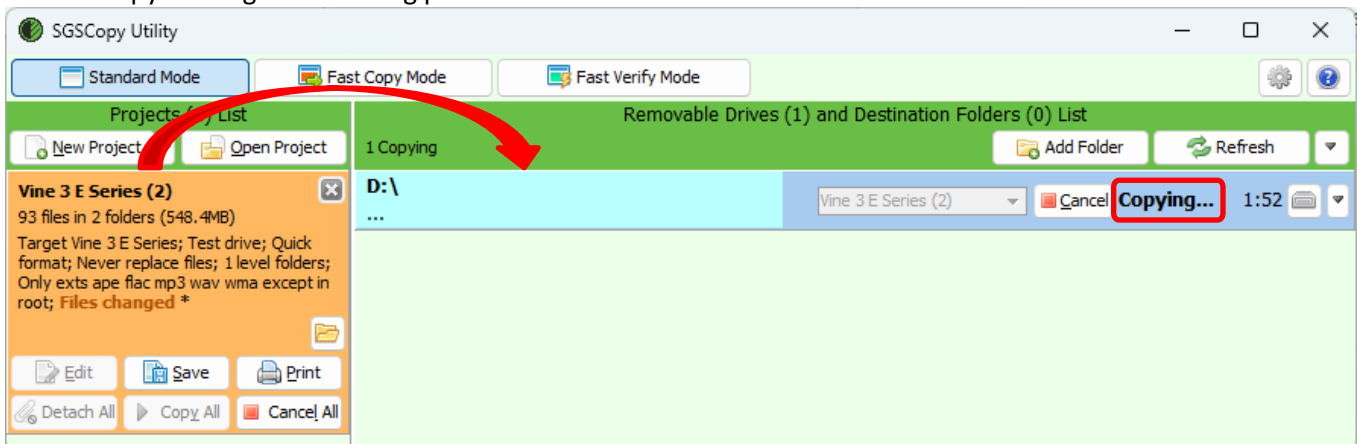 SGSCopy Utility
Standard Mode
Fast Copy Mode
Fast Verify Mode
Projects List
Removable Drives (1) and Destination Folders (0) List
New Project
Open Project
1 Copying
Add Folder
Refresh
Vine 3 E Series (2)
93 files in 2 folders (548.4MB)
Target Vine 3 E Series; Test drive; Quick
format; Never replace files; 1 level folders;
Only exts ape flac mp3 wav wma except in
root; Files changed *
D:\
...
Vine 3 E Series (2)
Cancel
Copying...
1:52
Edit
Save
Print
Detach All
Copy All
Cancel All